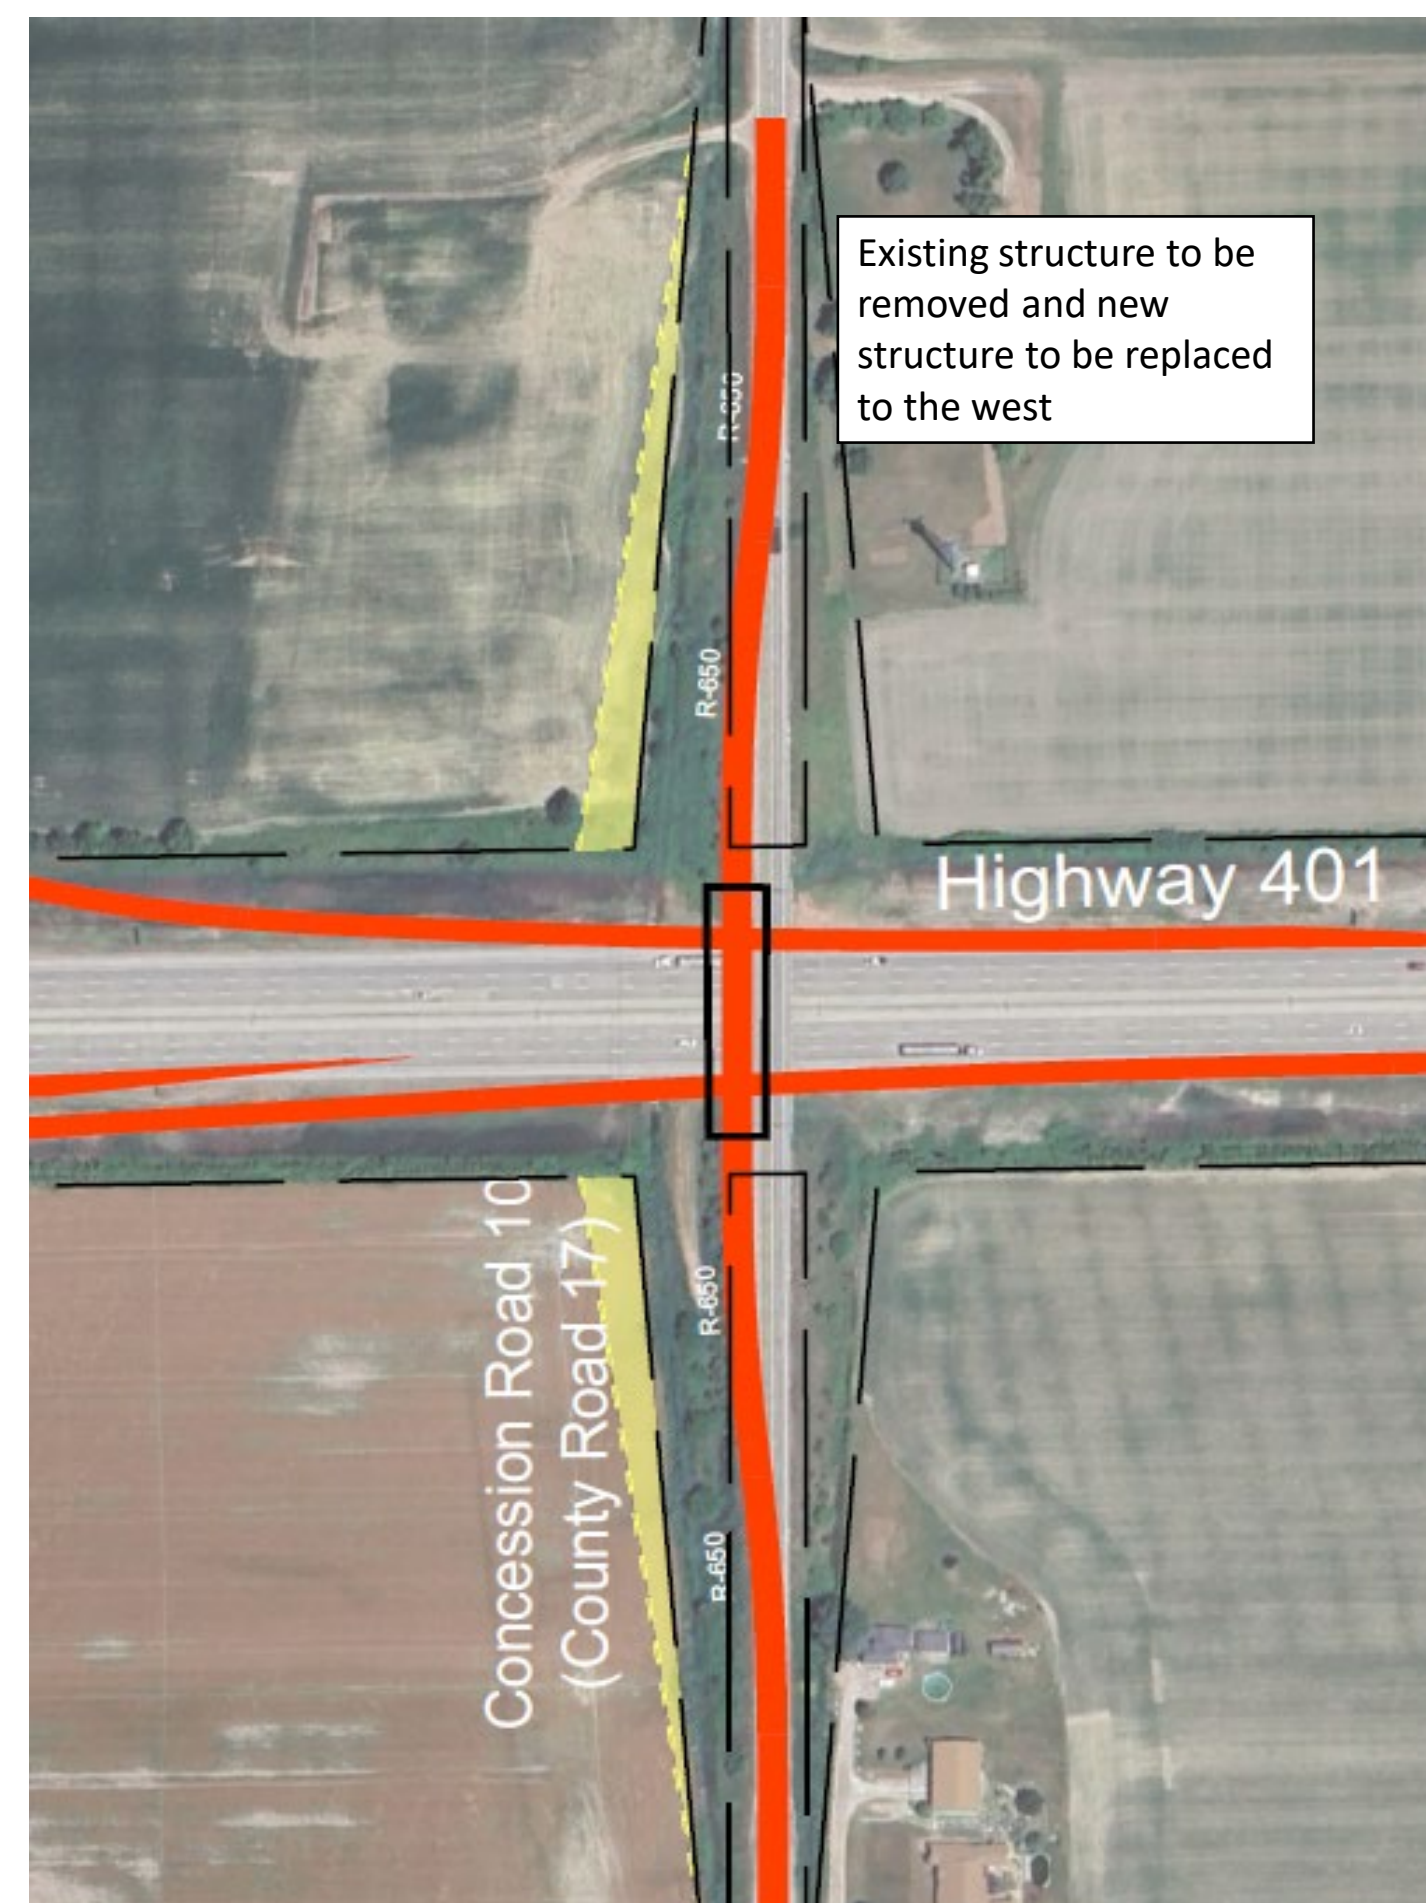 Existing structure to be
removed and new
structure to be replaced
to the west
R-650
R-650
Highway 401
Concession Road 10
(County Road 17)
R-650
R-650